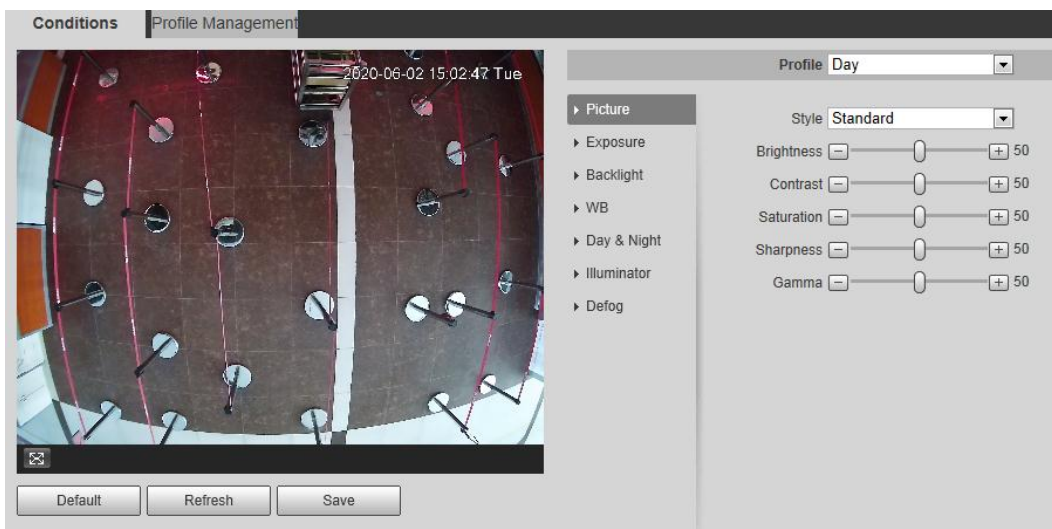 Conditions
Profile Management
2020-06-02 15:02:47 Tue
Profile Day
Picture
Exposure
Backlight
WB
Day & Night
Illuminator
Defog
Style Standard
Brightness - + 50
Contrast - + 50
Saturation - + 50
Sharpness - + 50
Gamma - + 50
Default Refresh Save